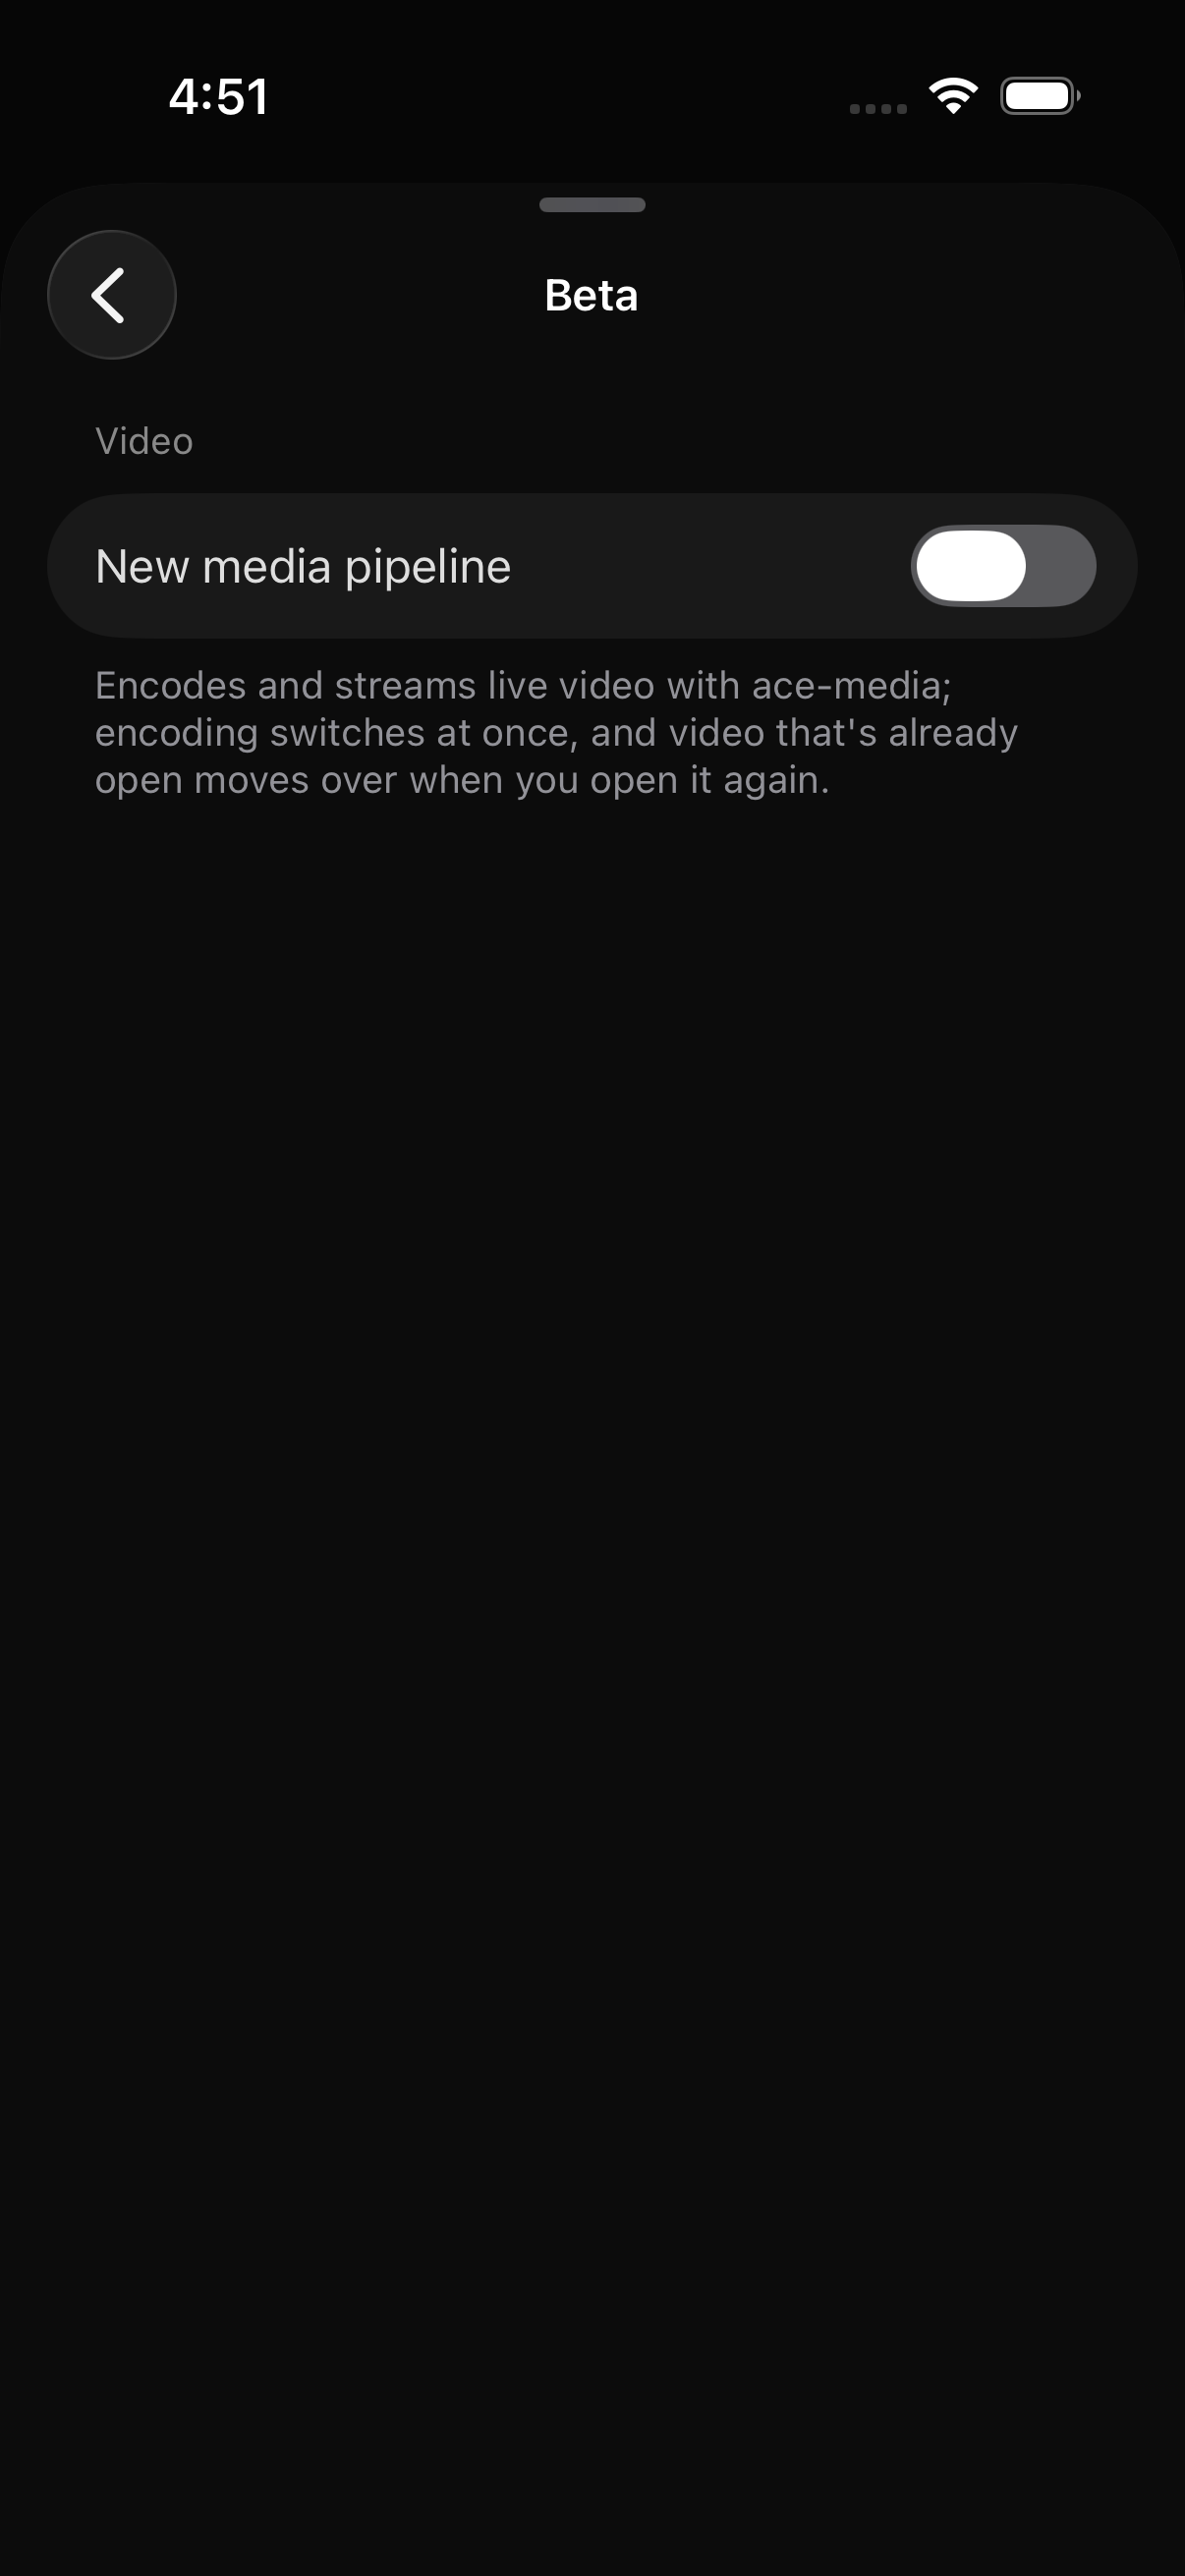 4:51
Beta
Video
New media pipeline
Encodes and streams live video with ace-media;
encoding switches at once, and video that's already
open moves over when you open it again.